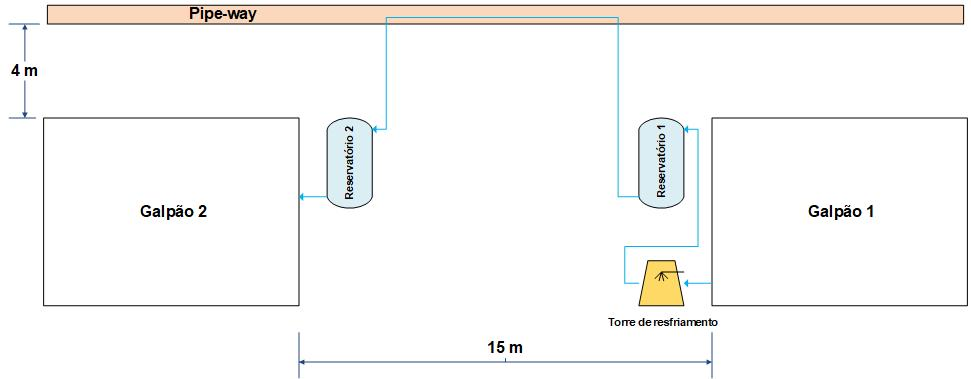 Pipe-way
4 m
Reservatório 2
Reservatório 1
Galpão 2
Galpão 1
Torre de resfriamento
15 m